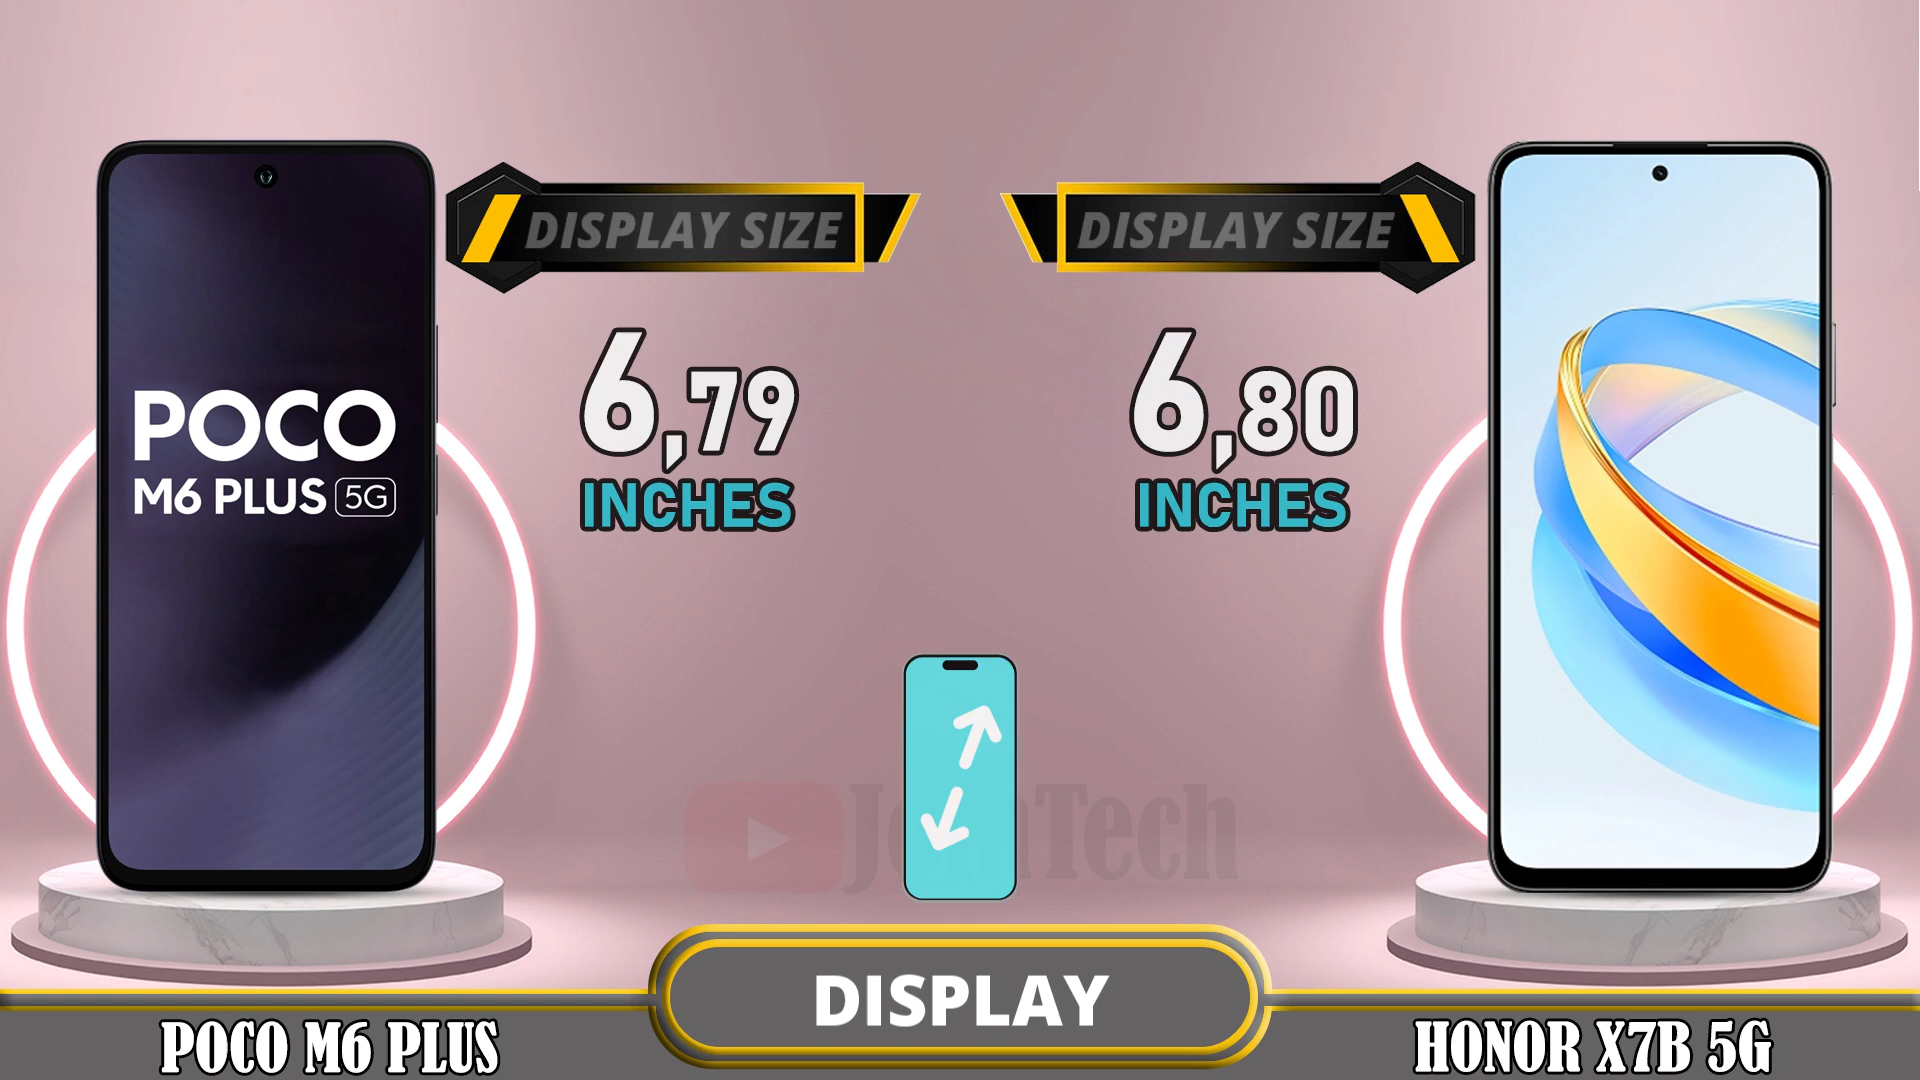 DISPLAY SIZE
DISPLAY SIZE
6,79
INCHES
6,80
INCHES
POCO
M6 PLUS 5G
DISPLAY
POCO M6 PLUS
HONOR X7B 5G